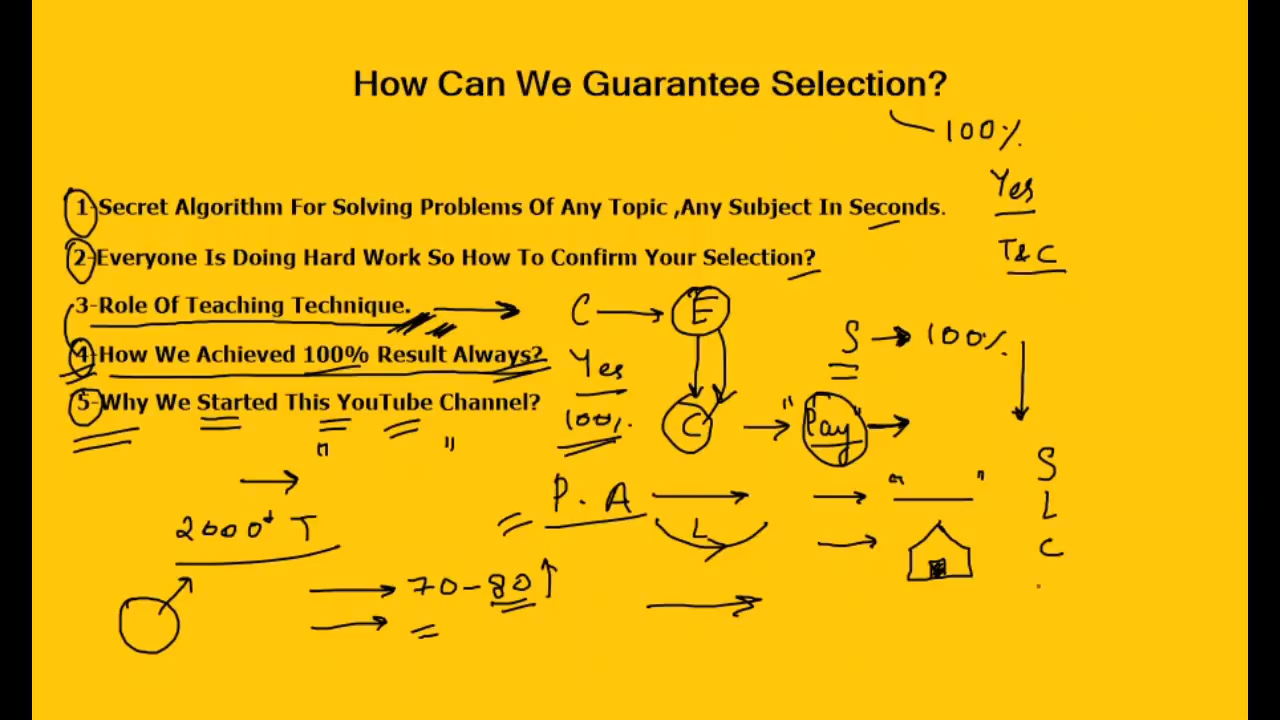 How Can We Guarantee Selection?
100%
Yes
1-Secret Algorithm For Solving Problems Of Any Topic ,Any Subject In Seconds.
T&C
2-Everyone Is Doing Hard Work So How To Confirm Your Selection?
3-Role Of Teaching Technique.
C E
S 100%
4-How We Achieved 100% Result Always?
Yes
5-Why We Started This YouTube Channel?
100%. C "Pay"
S
P.A " "
L
2000+ T
L
C
70-80